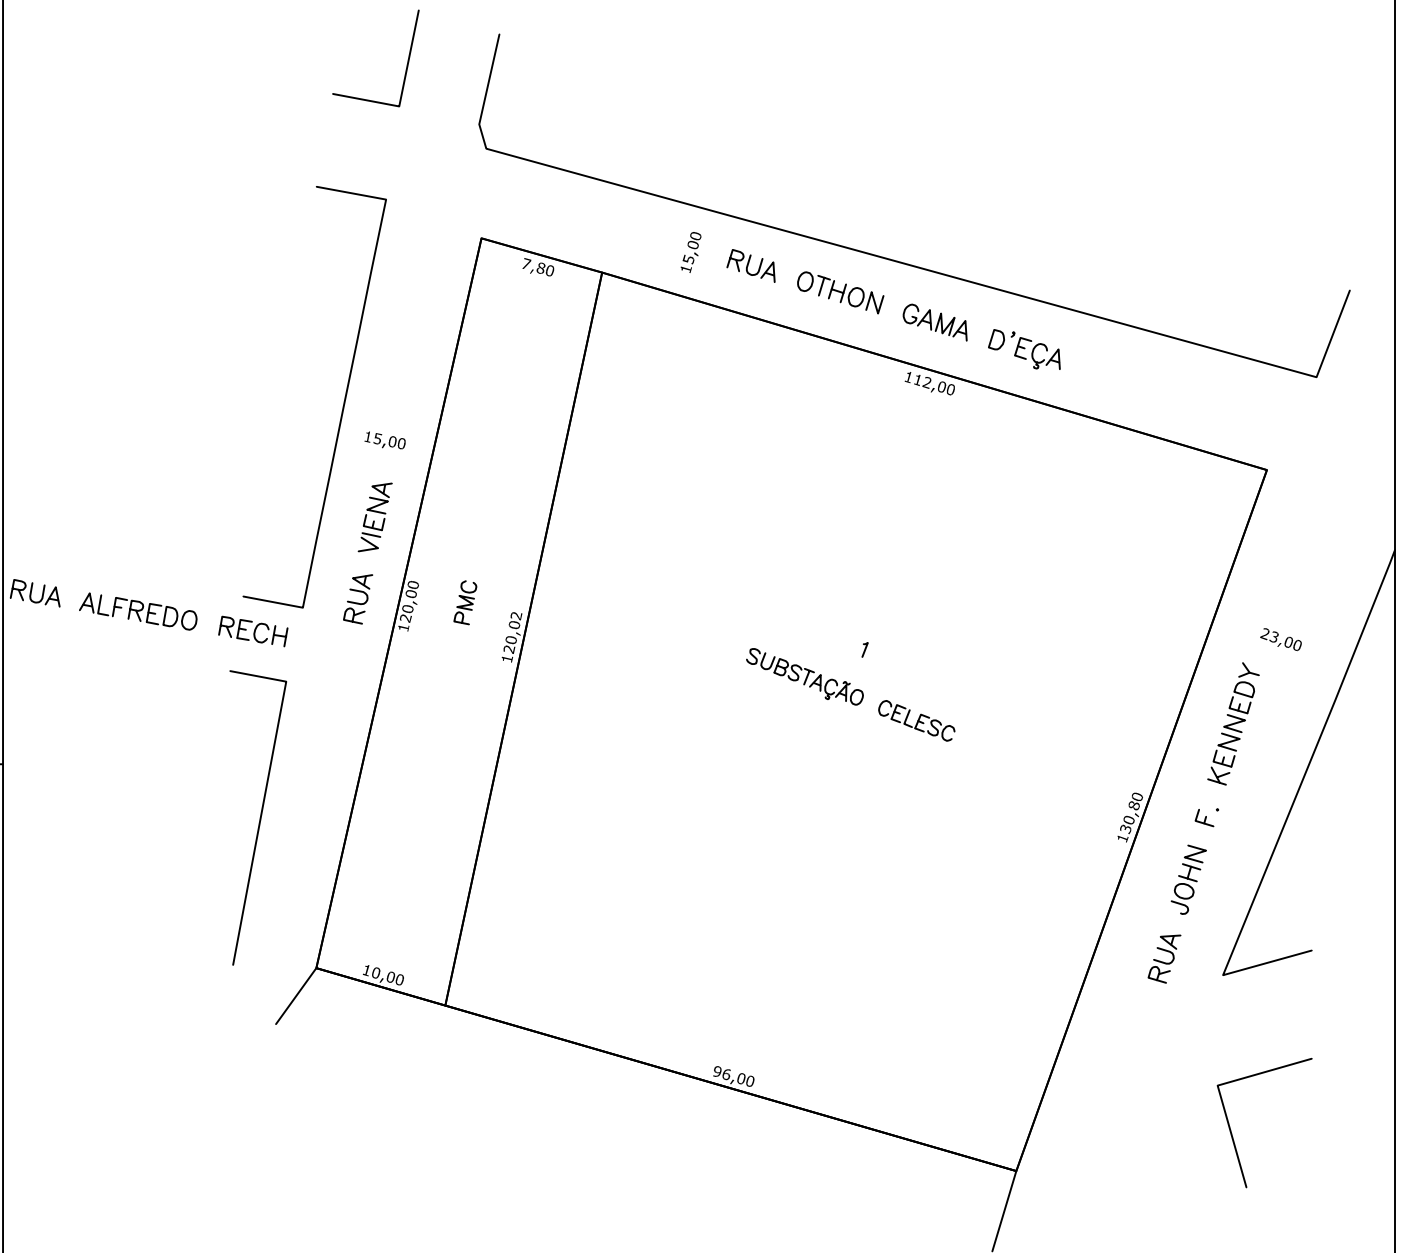 7,80
15,00
RUA OTHON GAMA D'EÇA
112,00
15,00
RUA VIENA
120,00
PMC
120,02
RUA ALFREDO RECH
1
SUBSTAÇÃO CELESC
23,00
RUA JOHN F. KENNEDY
130,80
10,00
96,00